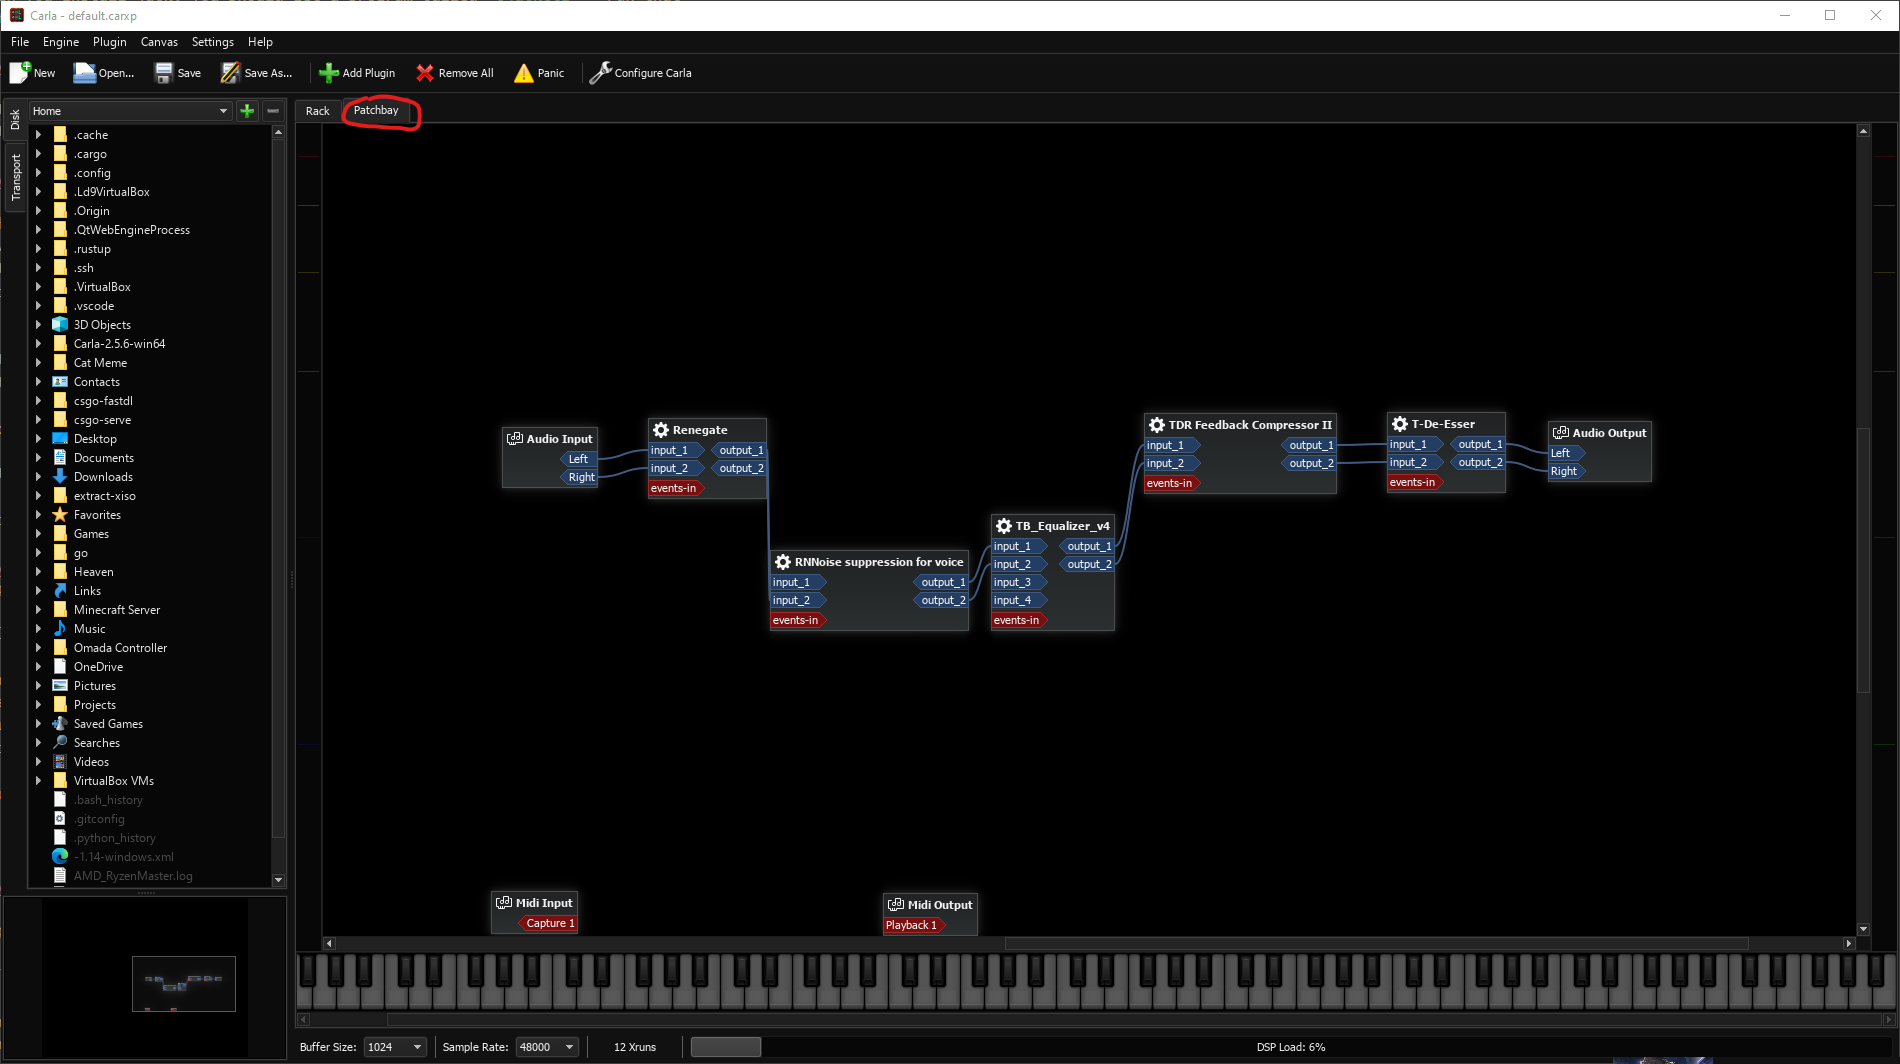 Carla - default.carxp
File Engine Plugin Canvas Settings Help
New Open... Save Save As... Add Plugin Remove All Panic Configure Carla
Disk
Transport
Home
.cache
.cargo
.config
.Ld9VirtualBox
.Origin
.QtWebEngineProcess
.rustup
.ssh
.VirtualBox
.vscode
3D Objects
Carla-2.5.6-win64
Cat Meme
Contacts
csgo-fastdl
csgo-serve
Desktop
Documents
Downloads
extract-xiso
Favorites
Games
go
Heaven
Links
Minecraft Server
Music
Omada Controller
OneDrive
Pictures
Projects
Saved Games
Searches
Videos
VirtualBox VMs
.bash_history
.gitconfig
.python_history
-1.14-windows.xml
AMD_RyzenMaster.log
Rack Patchbay
Audio Input
Left
Right
Renegate
input_1 output_1
input_2 output_2
events-in
RNNoise suppression for voice
input_1 output_1
input_2 output_2
events-in
TB_Equalizer_v4
input_1 output_1
input_2 output_2
input_3
input_4
events-in
TDR Feedback Compressor II
input_1 output_1
input_2 output_2
events-in
T-De-Esser
input_1 output_1
input_2 output_2
events-in
Audio Output
Left
Right
Midi Input
Capture 1
Midi Output
Playback 1
Buffer Size: 1024 Sample Rate: 48000 12 Xruns DSP Load: 6%